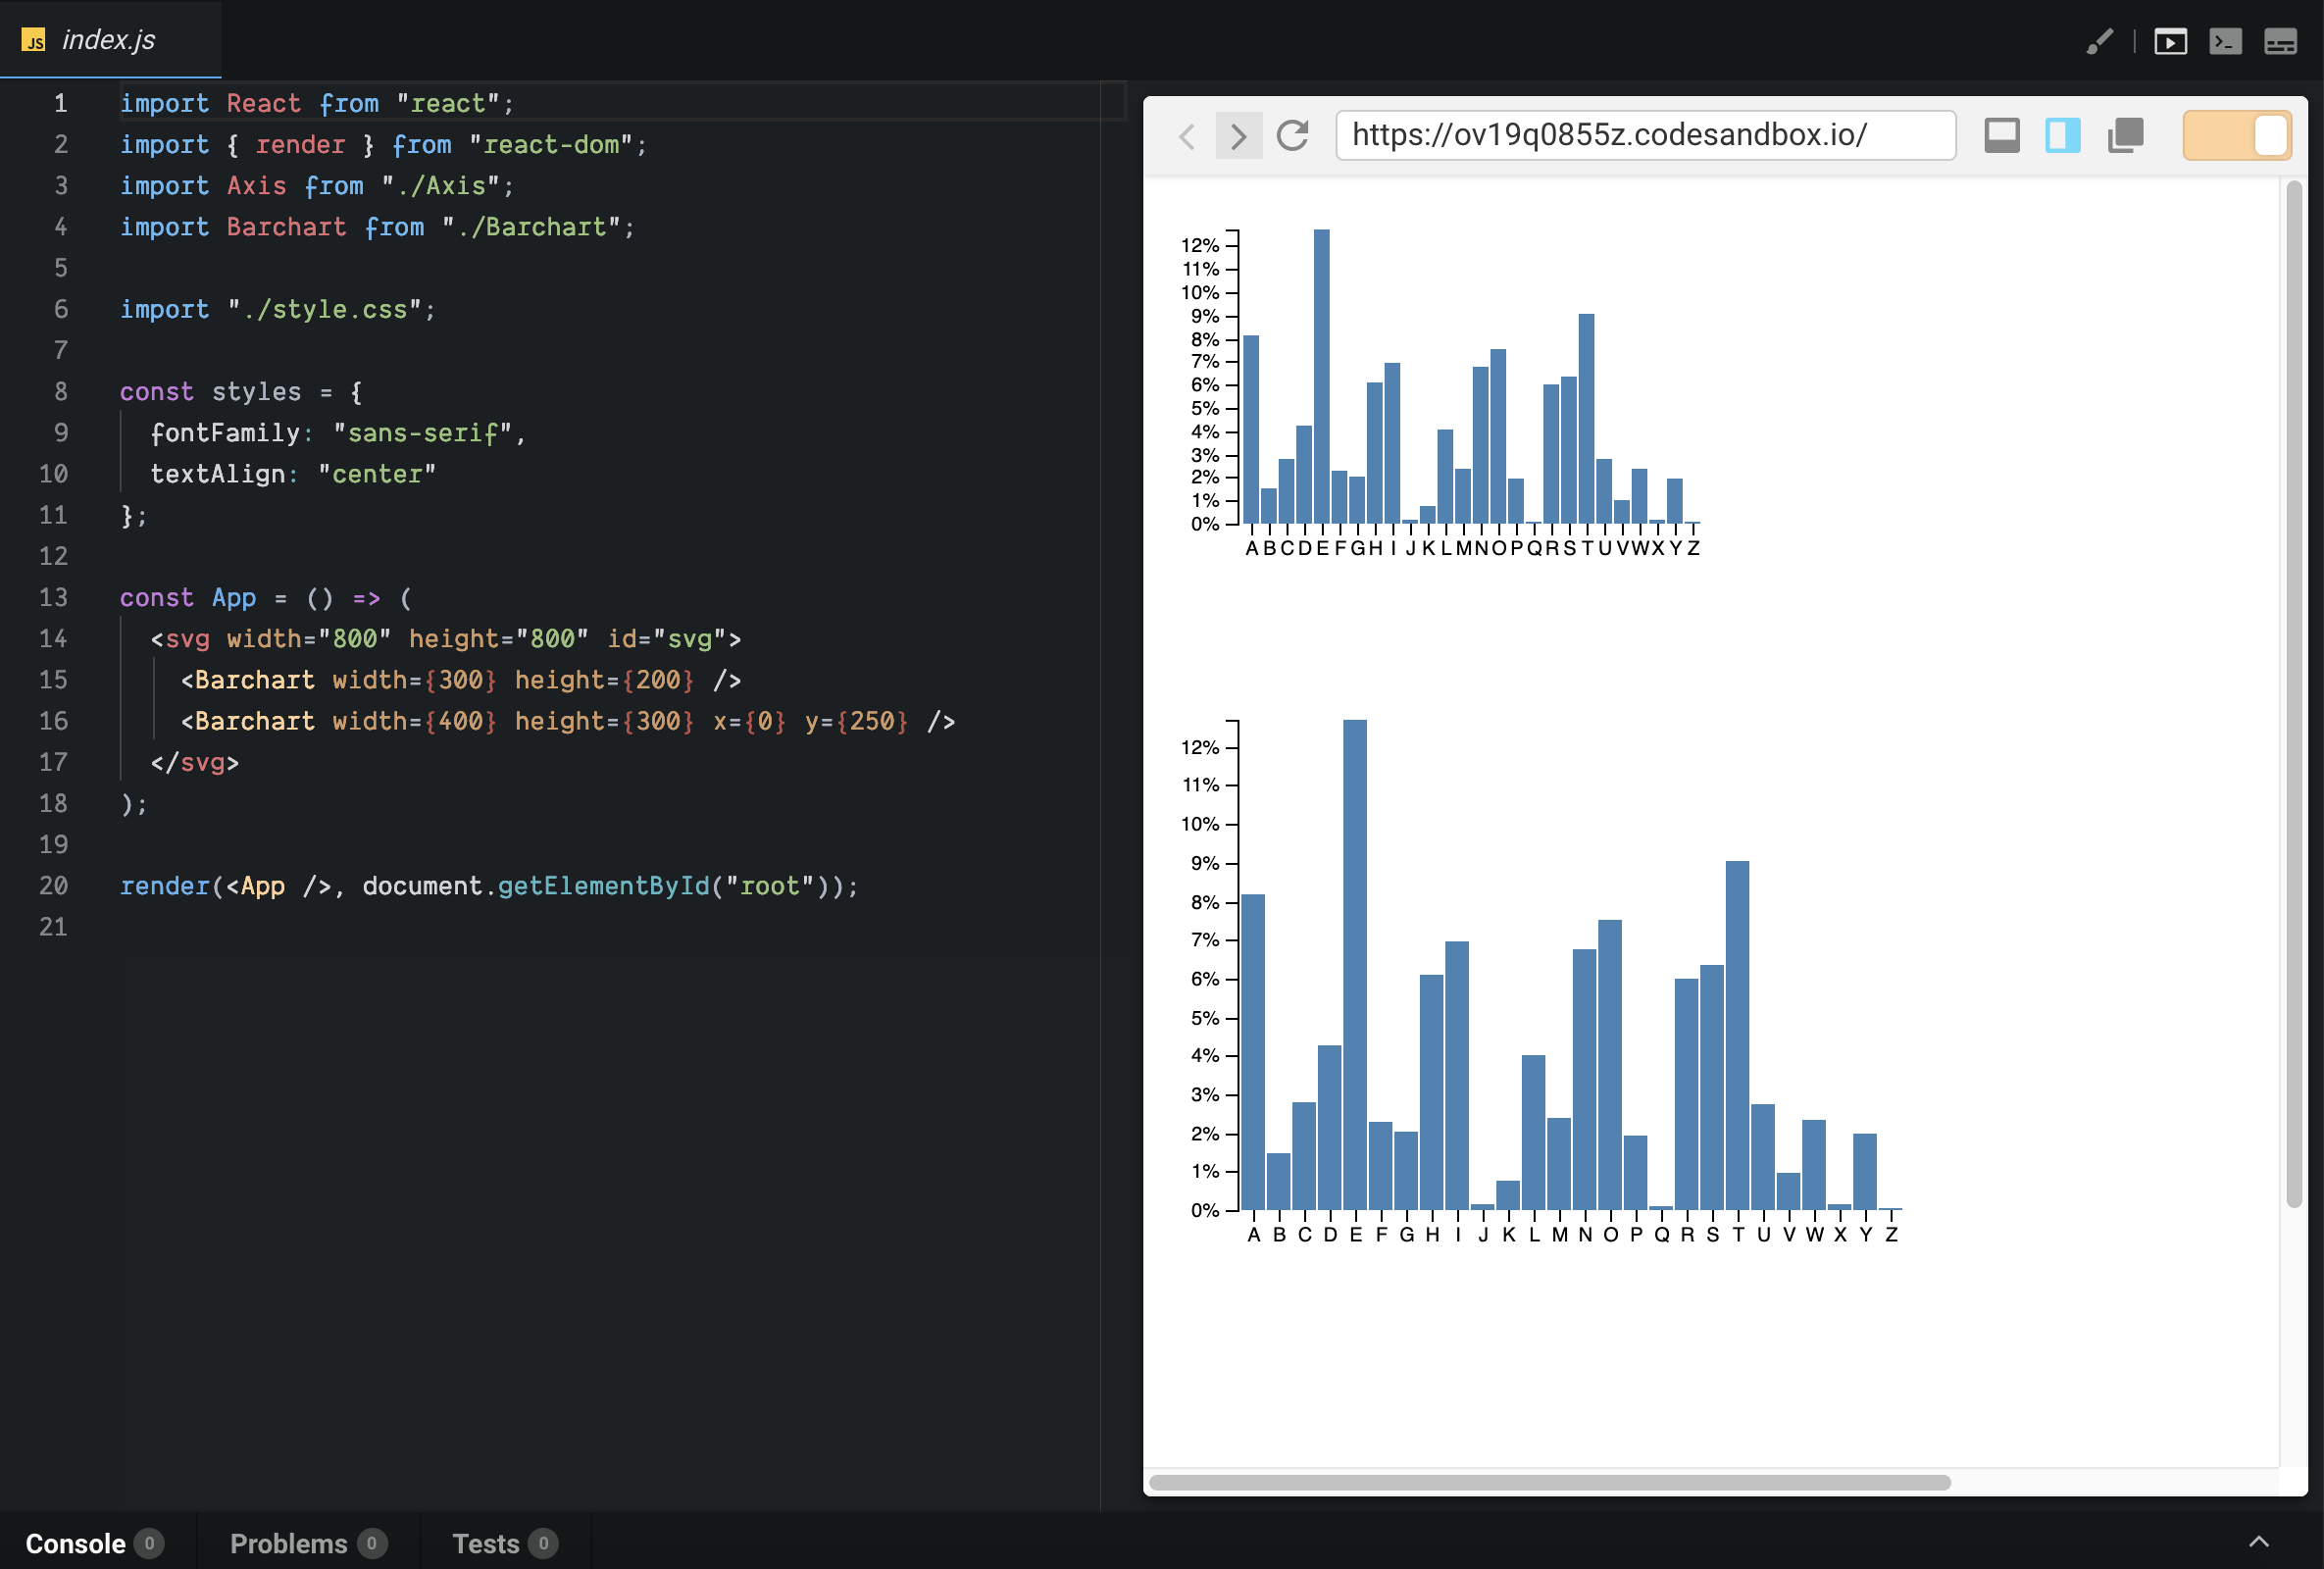 JS index.js
1 import React from "react";
2 import { render } from "react-dom";
3 import Axis from "./Axis";
4 import Barchart from "./Barchart";
5
6 import "./style.css";
7
8 const styles = {
9   fontFamily: "sans-serif",
10   textAlign: "center"
11 };
12
13 const App = () => (
14   <svg width="800" height="800" id="svg">
15     <Barchart width={300} height={200} />
16     <Barchart width={400} height={300} x={0} y={250} />
17   </svg>
18 );
19
20 render(<App />, document.getElementById("root"));
21
https://ov19q0855z.codesandbox.io/
12%
11%
10%
9%
8%
7%
6%
5%
4%
3%
2%
1%
0%
A B C D E F G H I J K L M N O P Q R S T U V W X Y Z
12%
11%
10%
9%
8%
7%
6%
5%
4%
3%
2%
1%
0%
A B C D E F G H I J K L M N O P Q R S T U V W X Y Z
Console 0 Problems 0 Tests 0